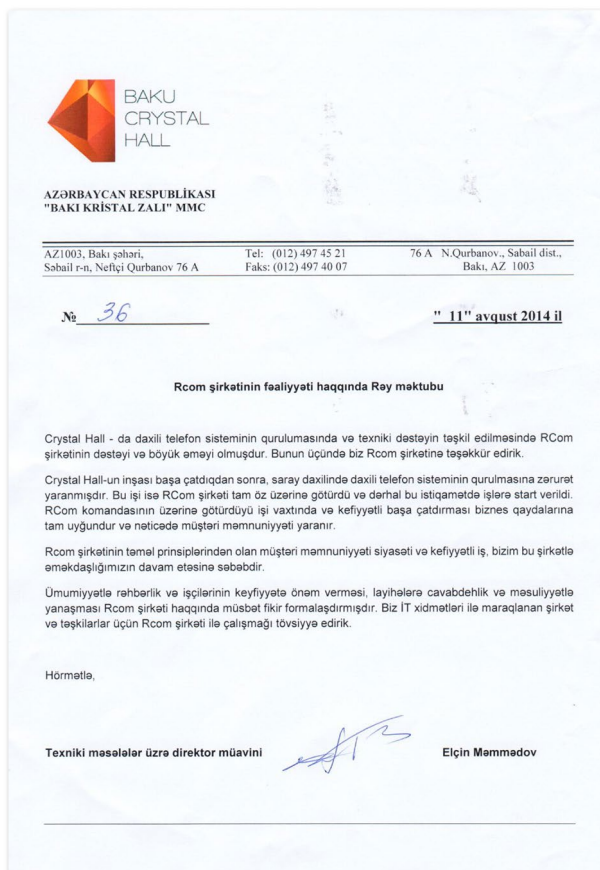 BAKU
CRYSTAL
HALL
AZƏRBAYCAN RESPUBLİKASI
"BAKI KRİSTAL ZALI" MMC
AZ1003, Bakı şəhəri,
Səbail r-n, Neftçi Qurbanov 76 A
Tel: (012) 497 45 21
Faks: (012) 497 40 07
76 A N.Qurbanov., Sabail dist.,
Bakı, AZ 1003
№ 36
" 11" avqust 2014 il
Rcom şirkətinin fəaliyyəti haqqında Rəy məktubu
Crystal Hall - da daxili telefon sisteminin qurulumasında və texniki dəstəyin təşkil edilməsində RCom
şirkətinin dəstəyi və böyük əməyi olmuşdur. Bunun üçündə biz Rcom şirkətinə təşəkkür edirik.
Crystal Hall-un inşası başa çatdıqdan sonra, saray daxilində daxili telefon sisteminin qurulmasına zərurət
yaranmışdır. Bu işi isə RCom şirkəti tam öz üzərinə götürdü və dərhal bu istiqamətdə işlərə start verildi.
RCom komandasının üzərinə götürdüyü işi vaxtında və kefiyyətli başa çatdırması biznes qaydalarına
tam uyğundur və nəticədə müştəri məmnuniyyəti yaranır.
Rcom şirkətinin təməl prinsiplərindən olan müştəri məmnuniyyəti siyasəti və kefiyyətli iş, bizim bu şirkətlə
əməkdaşlığımızın davam etəsinə səbəbdir.
Ümumiyyətlə rəhbərlik və işçilərinin keyfiyyətə önəm verməsi, layihələrə cavabdehlik və məsuliyyətlə
yanaşması Rcom şirkəti haqqında müsbət fikir formalaşdırmışdır. Biz İT xidmətləri ilə maraqlanan şirkət
və təşkilarlar üçün Rcom şirkəti ilə çalışmağı tövsiyyə edirik.
Hörmətlə,
Texniki məsələlər üzrə direktor müavini
Elçin Məmmədov